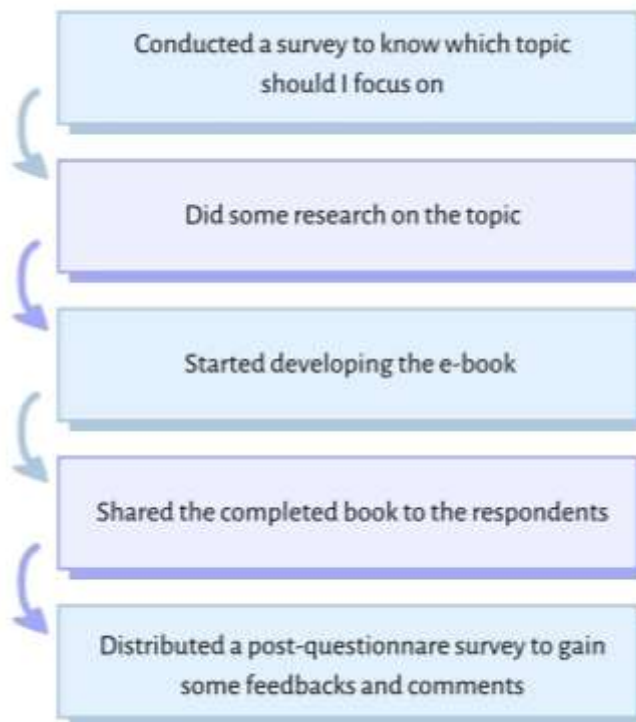 Conducted a survey to know which topic
should I focus on
Did some research on the topic
Started developing the e-book
Shared the completed book to the respondents
Distributed a post-questionnare survey to gain
some feedbacks and comments